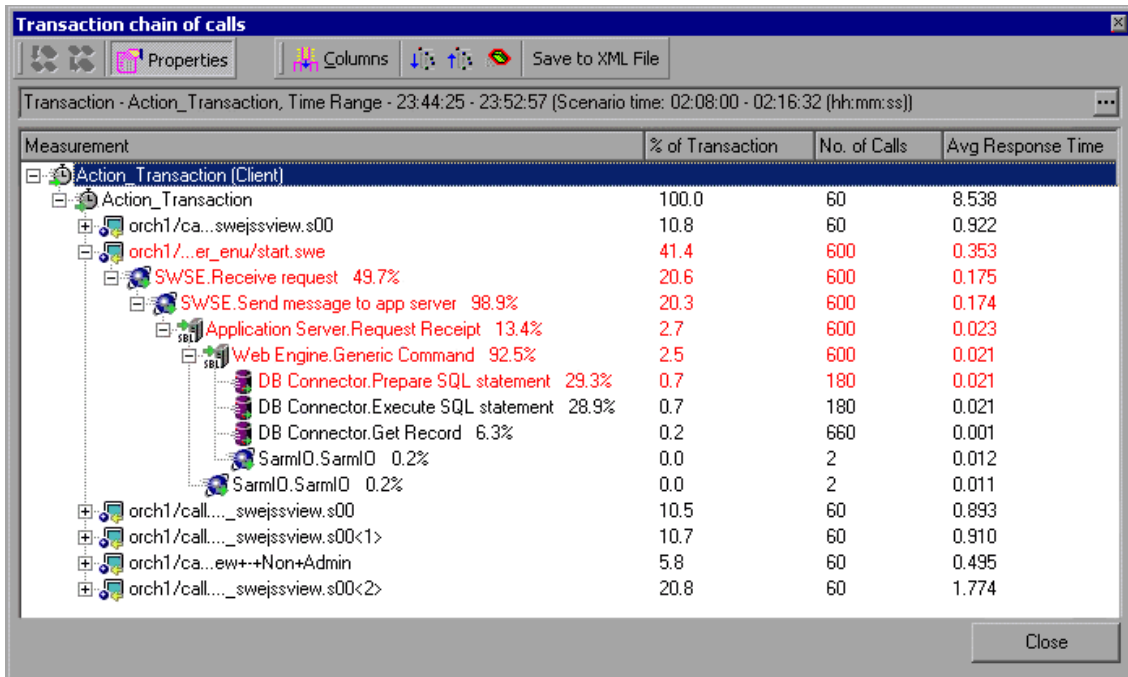 Transaction chain of calls
Properties Columns Save to XML File
Transaction - Action_Transaction, Time Range - 23:44:25 - 23:52:57 (Scenario time: 02:08:00 - 02:16:32 (hh:mm:ss)) ...
Measurement % of Transaction No. of Calls Avg Response Time
Action_Transaction (Client)
Action_Transaction 100.0 60 8.538
orch1/ca...swejssview.s00 10.8 60 0.922
orch1/...er_enu/start.swe 41.4 600 0.353
SWSE.Receive request 49.7% 20.6 600 0.175
SWSE.Send message to app server 98.9% 20.3 600 0.174
SBL Application Server.Request Receipt 13.4% 2.7 600 0.023
SBL Web Engine.Generic Command 92.5% 2.5 600 0.021
DB Connector.Prepare SQL statement 29.3% 0.7 180 0.021
DB Connector.Execute SQL statement 28.9% 0.7 180 0.021
DB Connector.Get Record 6.3% 0.2 660 0.001
SarmIO.SarmIO 0.2% 0.0 2 0.012
SarmIO.SarmIO 0.2% 0.0 2 0.011
orch1/call...._swejssview.s00 10.5 60 0.893
orch1/call...._swejssview.s00<1> 10.7 60 0.910
orch1/ca...ew+-+Non+Admin 5.8 60 0.495
orch1/call...._swejssview.s00<2> 20.8 60 1.774
Close